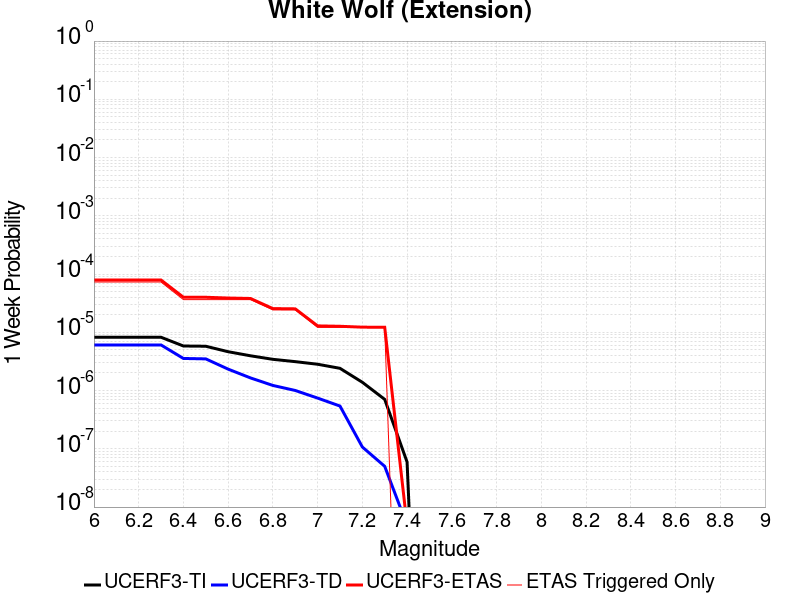 White Wolf (Extension)
1 Week Probability
10^0
10^-1
10^-2
10^-3
10^-4
10^-5
10^-6
10^-7
10^-8
6 6.2 6.4 6.6 6.8 7 7.2 7.4 7.6 7.8 8 8.2 8.4 8.6 8.8 9
Magnitude
UCERF3-TI UCERF3-TD UCERF3-ETAS ETAS Triggered Only